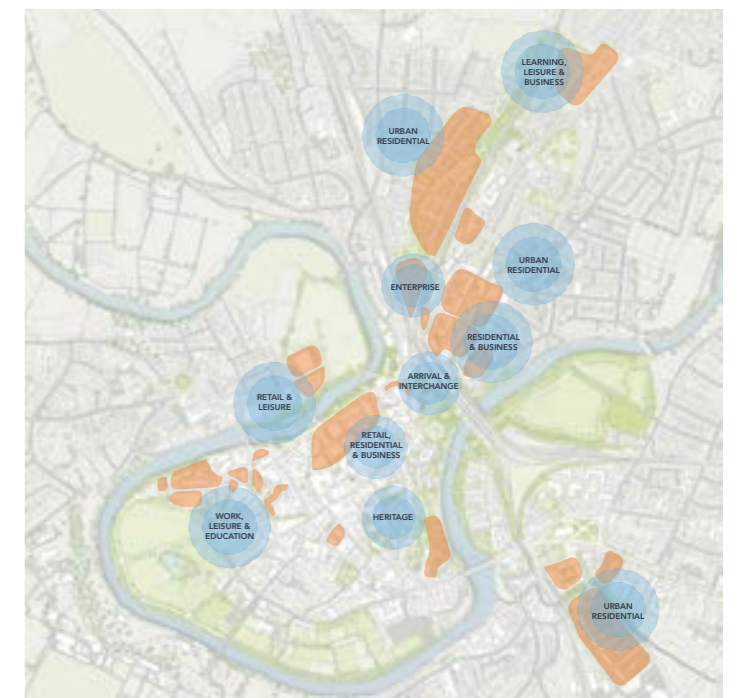 LEARNING,
LEISURE &
BUSINESS
URBAN
RESIDENTIAL
URBAN
RESIDENTIAL
ENTERPRISE
RESIDENTIAL
& BUSINESS
ARRIVAL &
INTERCHANGE
RETAIL &
LEISURE
RETAIL,
RESIDENTIAL
& BUSINESS
WORK,
LEISURE &
EDUCATION
HERITAGE
URBAN
RESIDENTIAL